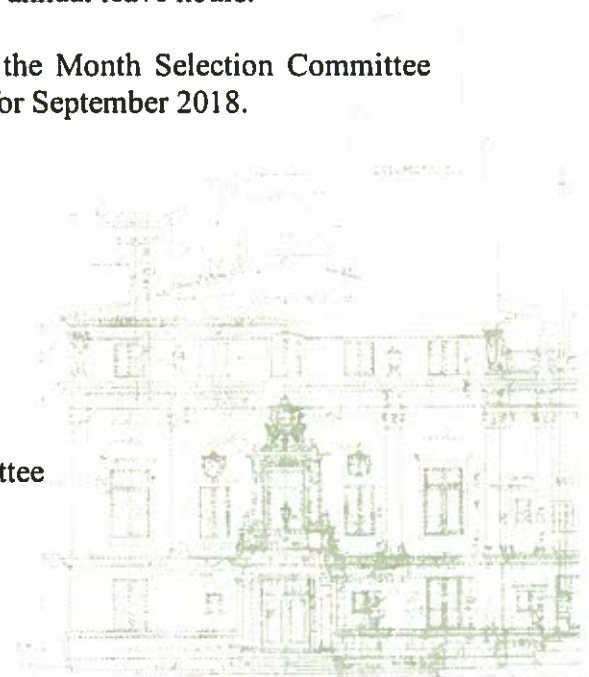 annual leave hours.
the Month Selection Committee
for September 2018.
ttee